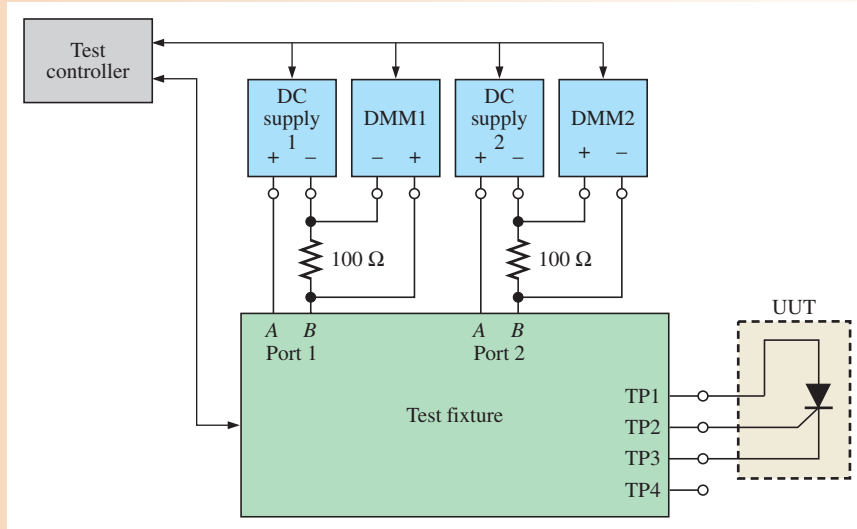 Test
controller
DC
supply
1
+ –
DMM1
– +
DC
supply
2
+ –
DMM2
+ –
100 Ω
100 Ω
A B
Port 1
A B
Port 2
UUT
TP1
Test fixture
TP2
TP3
TP4